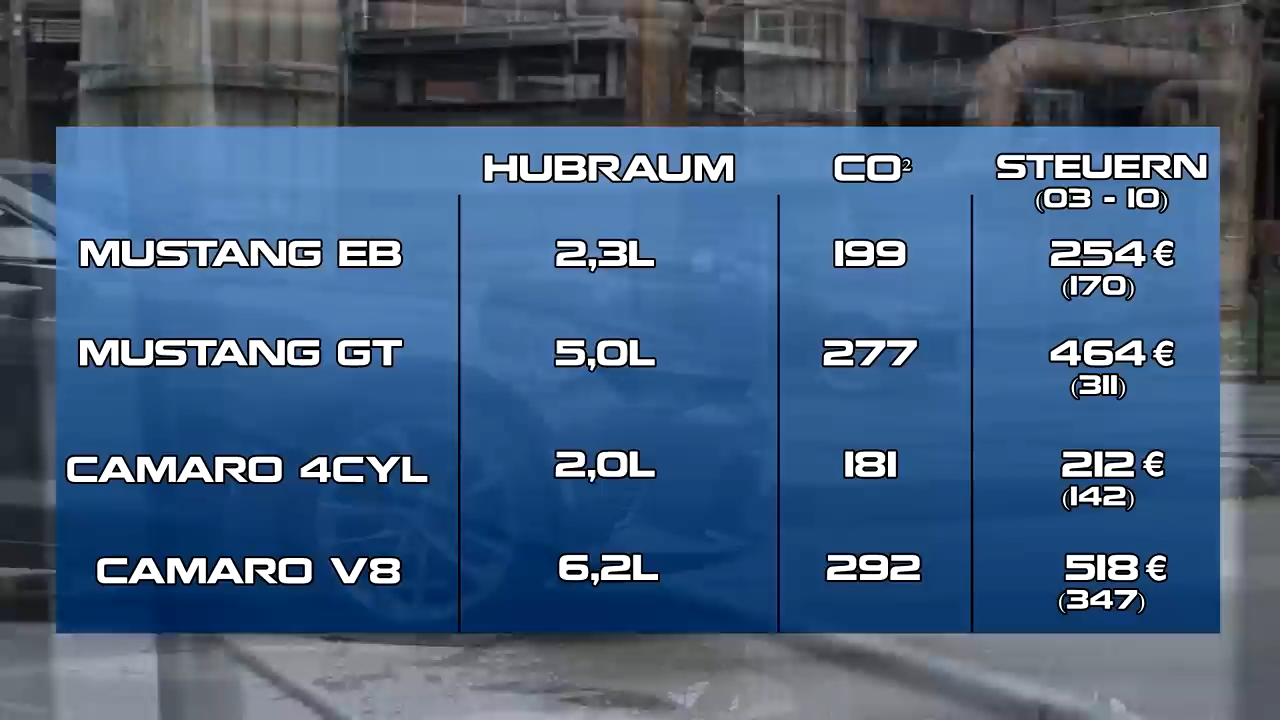 HUBRAUM CO² STEUERN
(03 - 10)
MUSTANG EB 2,3L 199 254 €
(170)
MUSTANG GT 5,0L 277 464 €
(311)
CAMARO 4CYL 2,0L 181 212 €
(142)
CAMARO V8 6,2L 292 518 €
(347)